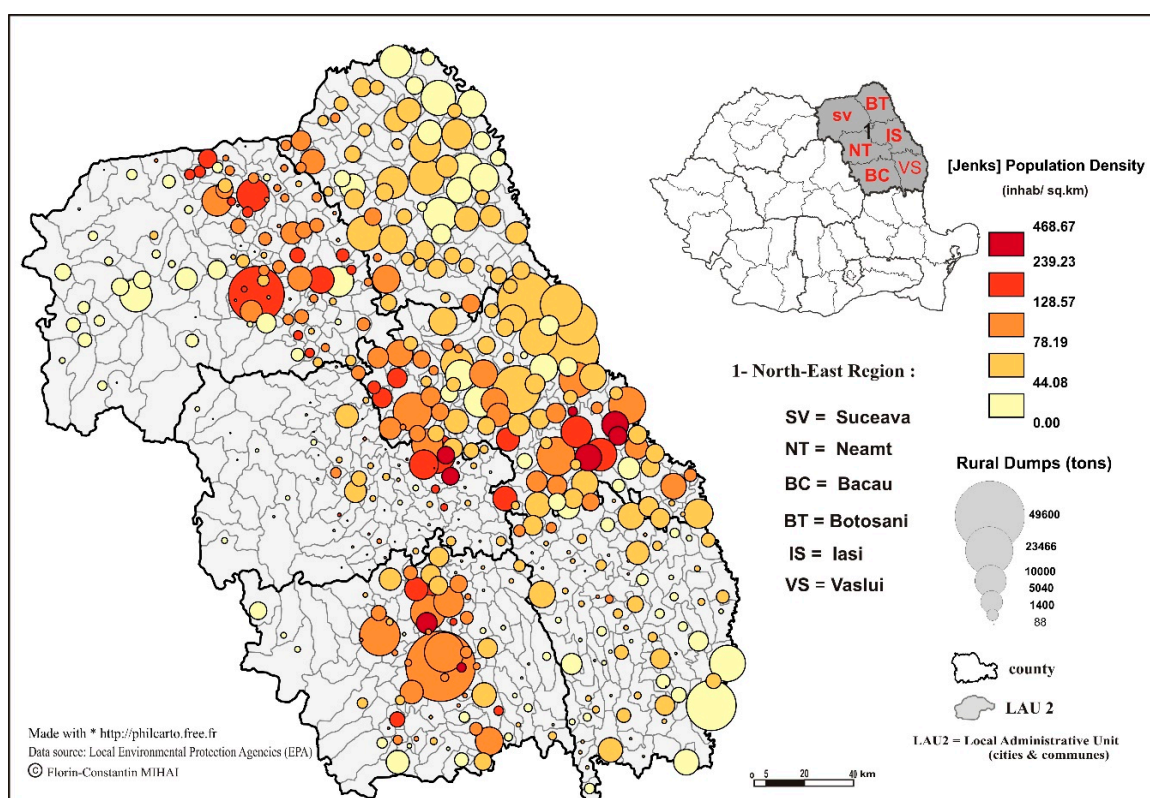 BT
sv
1
IS
NT
VS
BC
[Jenks] Population Density
(inhab/ sq.km)
468.67
239.23
128.57
78.19
44.08
0.00
1- North-East Region :
SV = Suceava
NT = Neamt
BC = Bacau
BT = Botosani
IS = Iasi
VS = Vaslui
Rural Dumps (tons)
49600
23466
10000
5040
1400
88
county
LAU 2
LAU2 = Local Administrative Unit
(cities & communes)
Made with * http://philcarto.free.fr
Data source: Local Environmental Protection Agencies (EPA)
© Florin-Constantin MIHAI
0 5 20 40 km